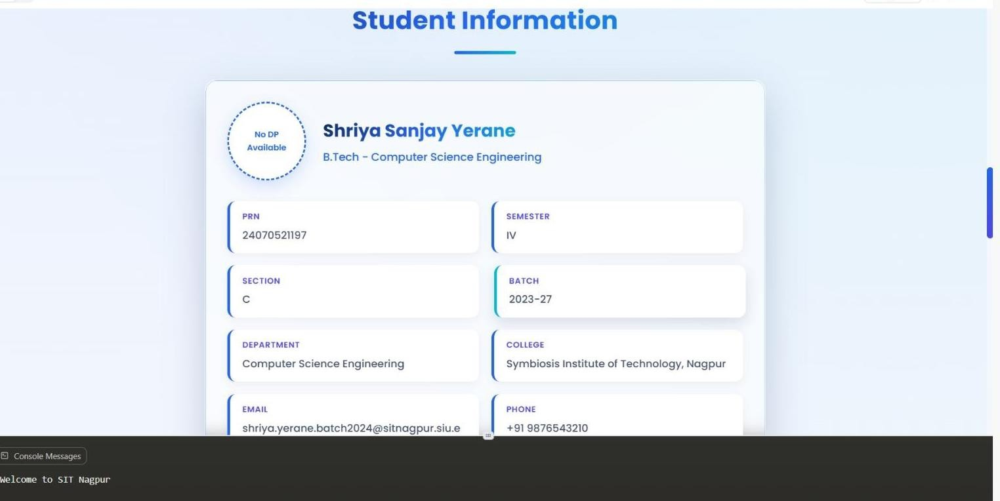 Student Information
No DP
Available
Shriya Sanjay Yerane
B.Tech - Computer Science Engineering
PRN
24070521197
SEMESTER
IV
SECTION
C
BATCH
2023-27
DEPARTMENT
Computer Science Engineering
COLLEGE
Symbiosis Institute of Technology, Nagpur
EMAIL
shriya.yerane.batch2024@sitnagpur.siu.e
PHONE
+91 9876543210
Console Messages
Welcome to SIT Nagpur